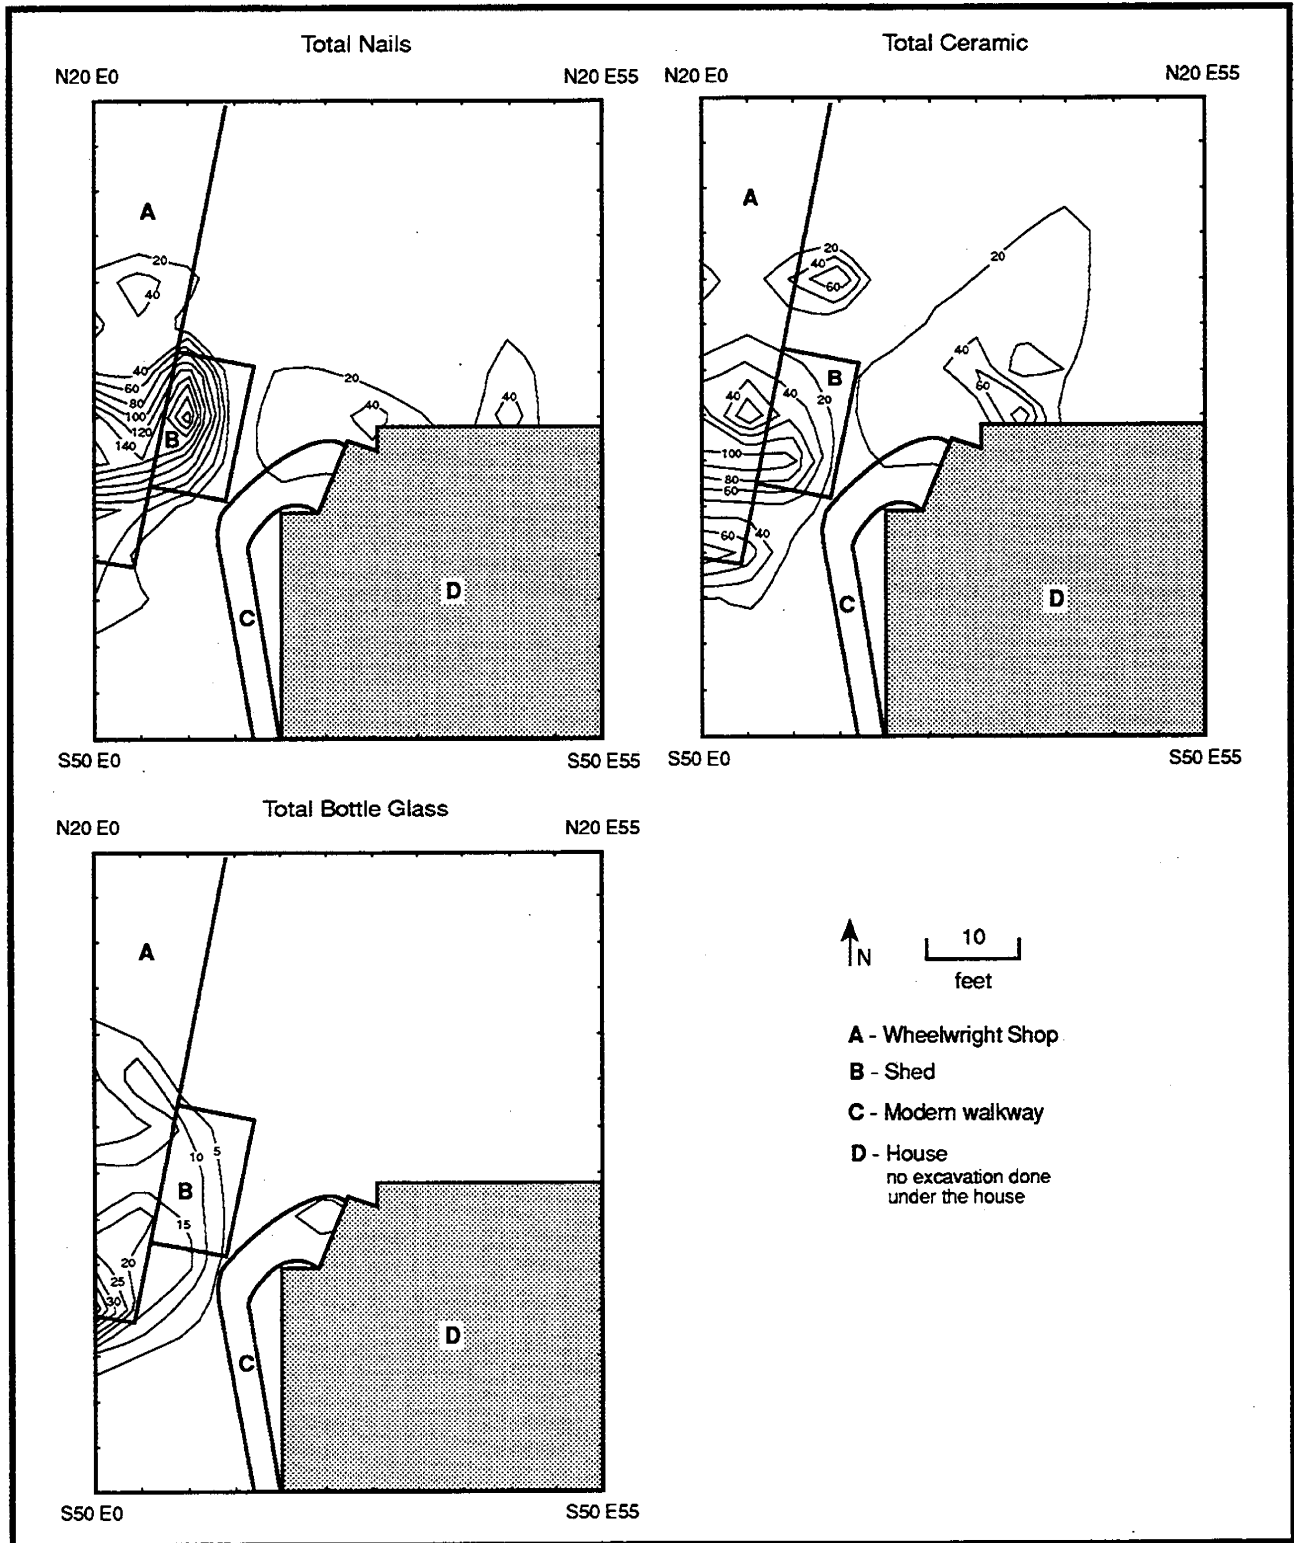 Total Nails
N20 E0
N20 E55
A
20
40
40
60
80
100
120
140
B
20
40
40
C
D
S50 E0
S50 E55
Total Ceramic
N20 E0
N20 E55
A
20
40
60
20
B
40
40
20
40
60
100
80
60
60
40
C
D
S50 E0
S50 E55
Total Bottle Glass
N20 E0
N20 E55
A
10
5
B
15
20
25
30
C
D
S50 E0
S50 E55
N
10
feet
A - Wheelwright Shop
B - Shed
C - Modern walkway
D - House
no excavation done
under the house